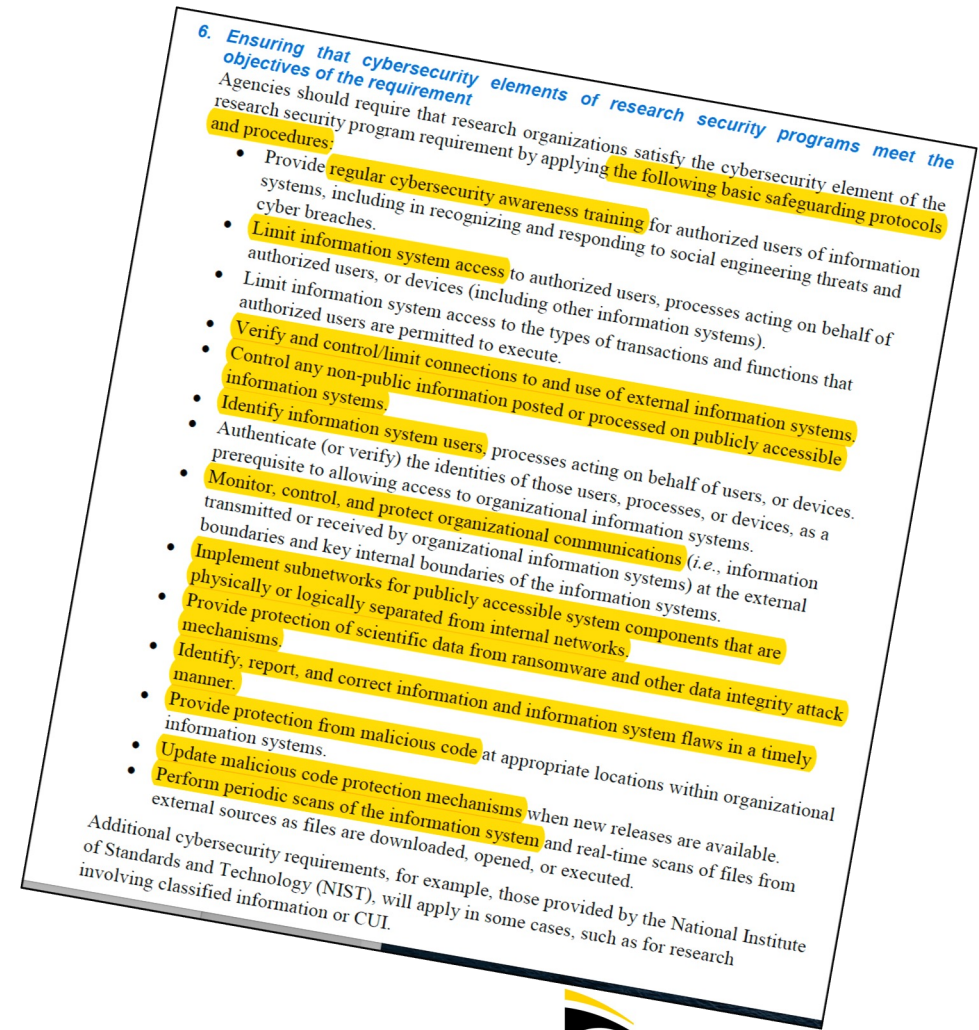 6. Ensuring that cybersecurity elements of research security programs meet the
objectives of the requirement
Agencies should require that research organizations satisfy the cybersecurity element of the
research security program requirement by applying the following basic safeguarding protocols
and procedures:
• Provide regular cybersecurity awareness training for authorized users of information
systems, including in recognizing and responding to social engineering threats and
cyber breaches.
• Limit information system access to authorized users, processes acting on behalf of
authorized users, or devices (including other information systems).
• Limit information system access to the types of transactions and functions that
authorized users are permitted to execute.
• Verify and control/limit connections to and use of external information systems.
• Control any non-public information posted or processed on publicly accessible
information systems.
• Identify information system users, processes acting on behalf of users, or devices.
• Authenticate (or verify) the identities of those users, processes, or devices, as a
prerequisite to allowing access to organizational information systems.
• Monitor, control, and protect organizational communications (i.e., information
transmitted or received by organizational information systems) at the external
boundaries and key internal boundaries of the information systems.
• Implement subnetworks for publicly accessible system components that are
physically or logically separated from internal networks.
• Provide protection of scientific data from ransomware and other data integrity attack
mechanisms.
• Identify, report, and correct information and information system flaws in a timely
manner.
• Provide protection from malicious code at appropriate locations within organizational
information systems.
• Update malicious code protection mechanisms when new releases are available.
• Perform periodic scans of the information system and real-time scans of files from
external sources as files are downloaded, opened, or executed.
Additional cybersecurity requirements, for example, those provided by the National Institute
of Standards and Technology (NIST), will apply in some cases, such as for research
involving classified information or CUI.